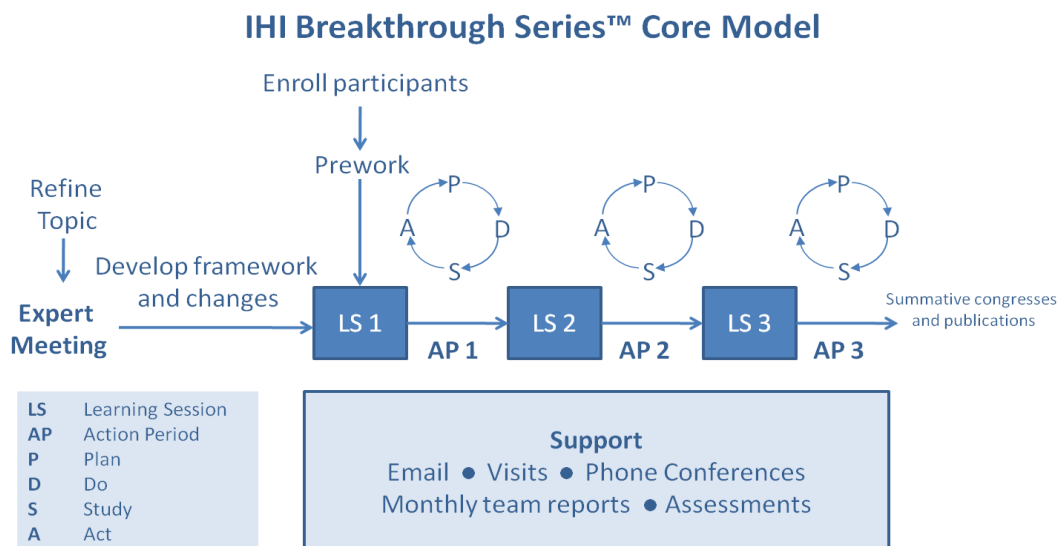 IHI Breakthrough Series™ Core Model
Enroll participants
Prework
Refine
Topic
Develop framework
and changes
Expert
Meeting
P
A
D
S
P
A
D
S
P
A
D
S
LS 1
AP 1
LS 2
AP 2
LS 3
AP 3
Summative congresses
and publications
LS Learning Session
AP Action Period
P Plan
D Do
S Study
A Act
Support
Email ● Visits ● Phone Conferences
Monthly team reports ● Assessments